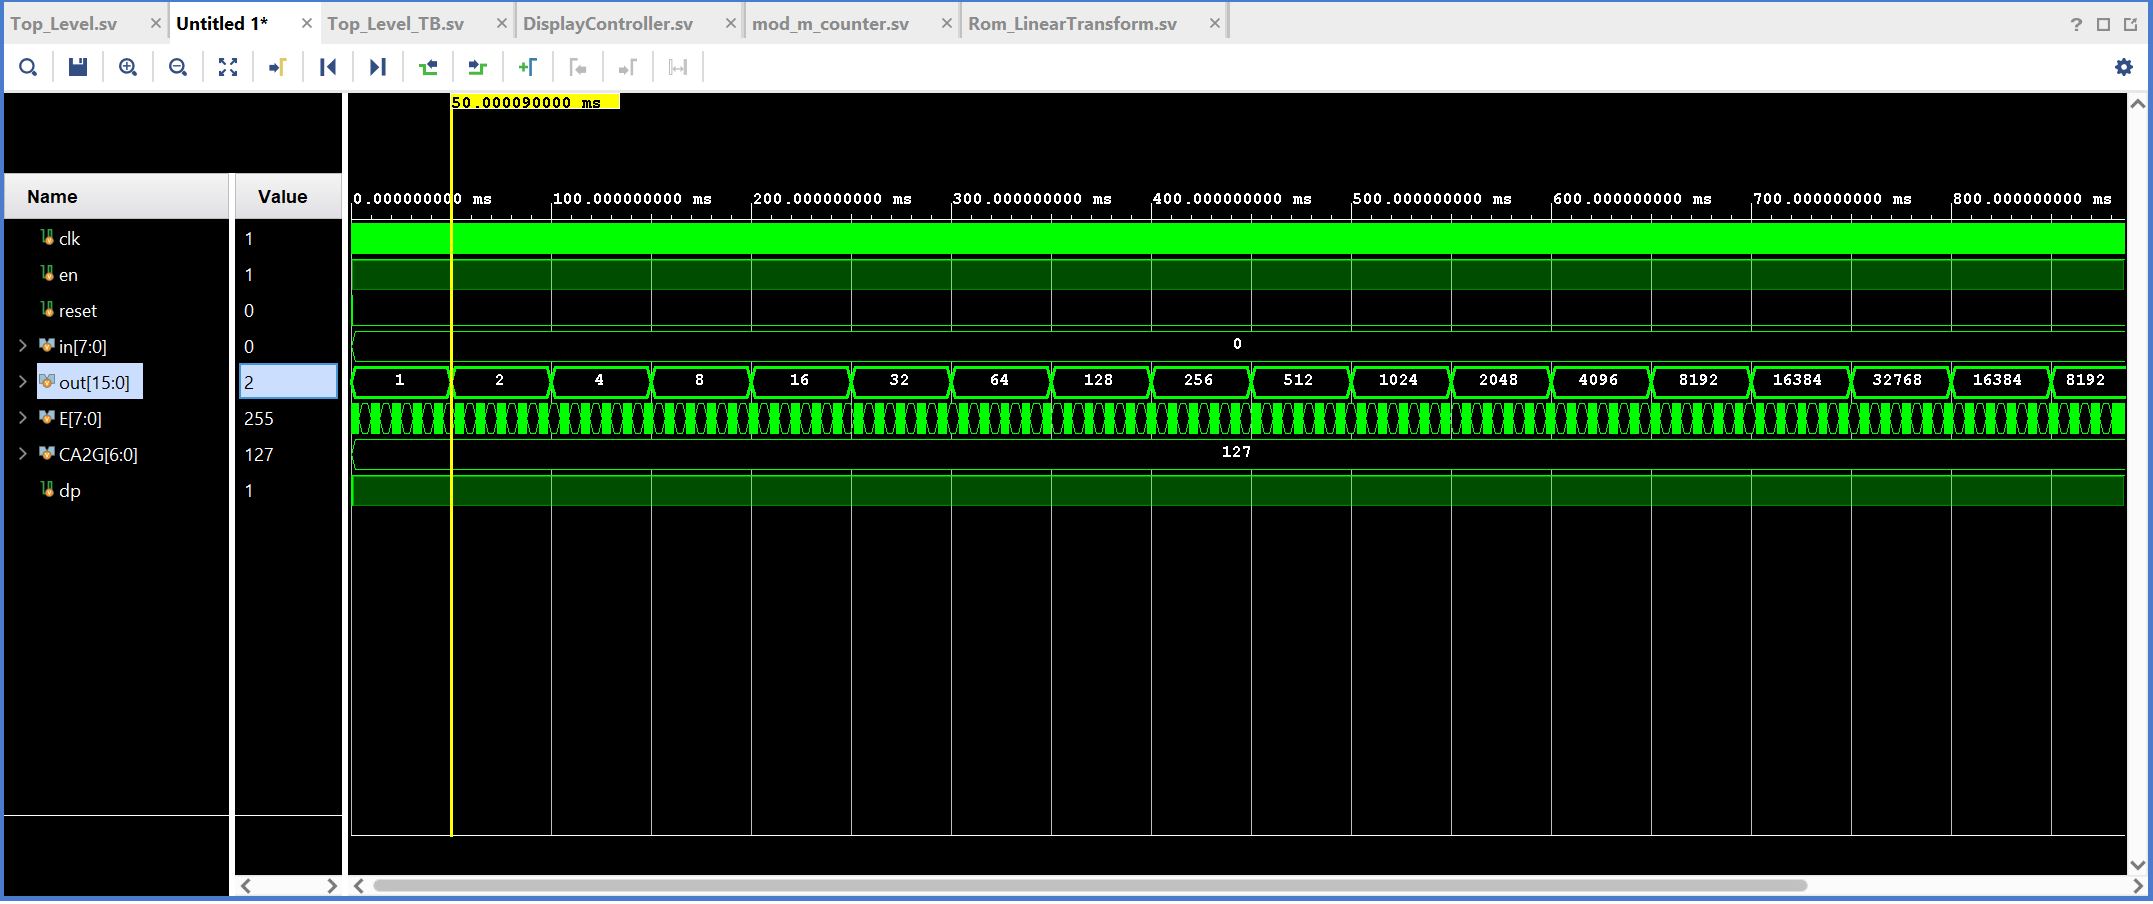 Top_Level.sv Untitled 1* Top_Level_TB.sv DisplayController.sv mod_m_counter.sv Rom_LinearTransform.sv
50.000090000 ms
Name Value
0.000000000 ms 100.000000000 ms 200.000000000 ms 300.000000000 ms 400.000000000 ms 500.000000000 ms 600.000000000 ms 700.000000000 ms 800.000000000 ms
clk 1
en 1
reset 0
in[7:0] 0 0
out[15:0] 2 1 2 4 8 16 32 64 128 256 512 1024 2048 4096 8192 16384 32768 16384 8192
E[7:0] 255
CA2G[6:0] 127 127
dp 1